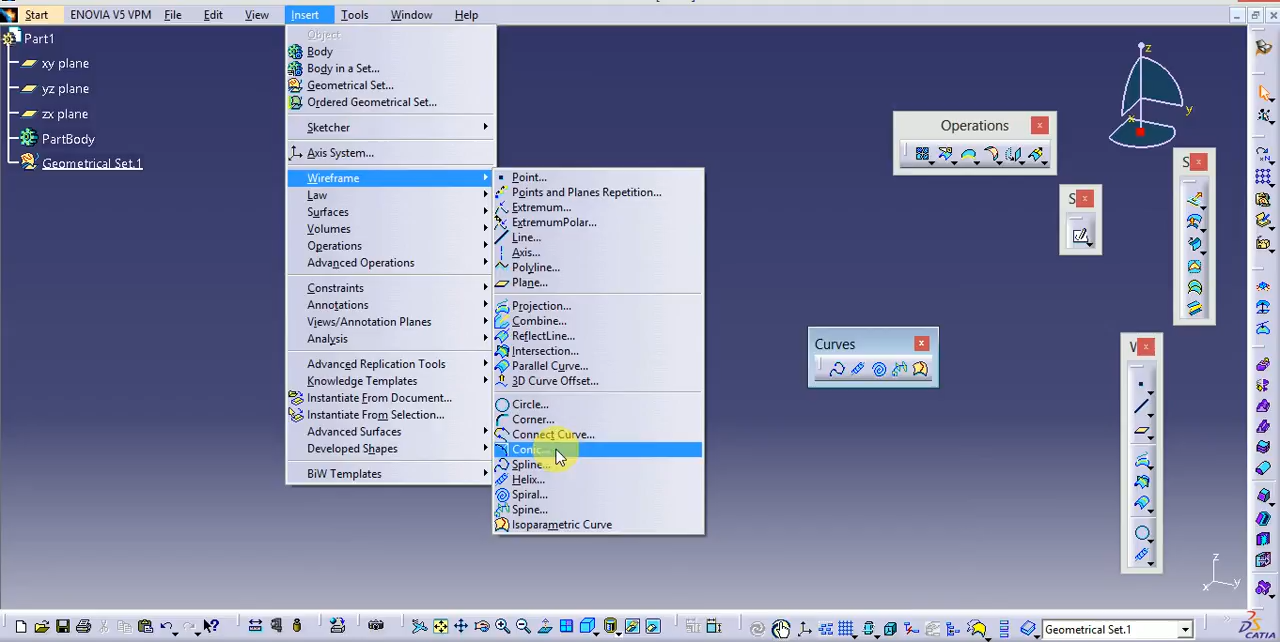 Start
ENOVIA V5 VPM
File
Edit
View
Insert
Tools
Window
Help
Part1
xy plane
yz plane
zx plane
PartBody
Geometrical Set.1
Object
Body
Body in a Set...
Geometrical Set...
Ordered Geometrical Set...
Sketcher
Axis System...
Wireframe
Law
Surfaces
Volumes
Operations
Advanced Operations
Constraints
Annotations
Views/Annotation Planes
Analysis
Advanced Replication Tools
Knowledge Templates
Instantiate From Document...
Instantiate From Selection...
Advanced Surfaces
Developed Shapes
BiW Templates
Point...
Points and Planes Repetition...
Extremum...
ExtremumPolar...
Line...
Axis...
Polyline...
Plane...
Projection...
Combine...
ReflectLine...
Intersection...
Parallel Curve...
3D Curve Offset...
Circle...
Corner...
Connect Curve...
Conic...
Spline...
Helix...
Spiral...
Spine...
Isoparametric Curve
Operations
S
S
Curves
W
z
y
x
z
y
x
Geometrical Set.1
CATIA